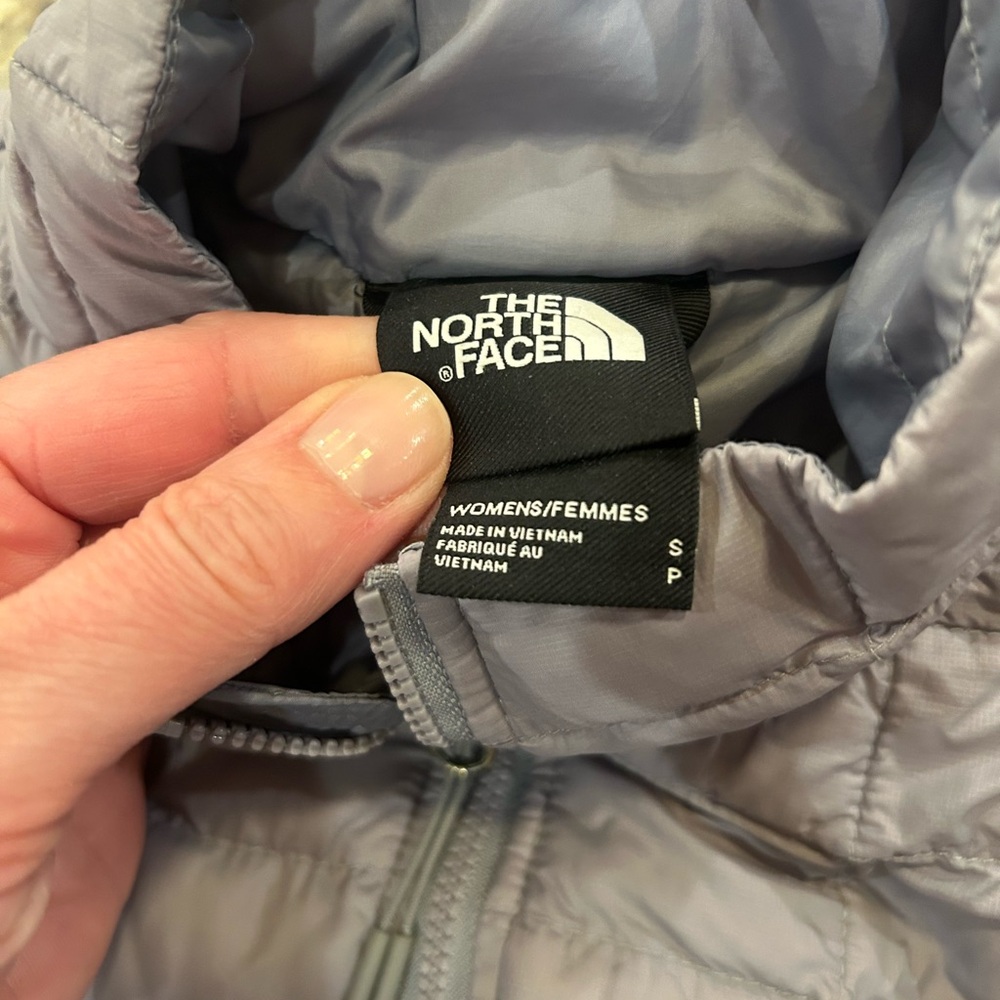 THE
NORTH
FACE
®
WOMENS/FEMMES
MADE IN VIETNAM
FABRIQUÉ AU
VIETNAM
S
P